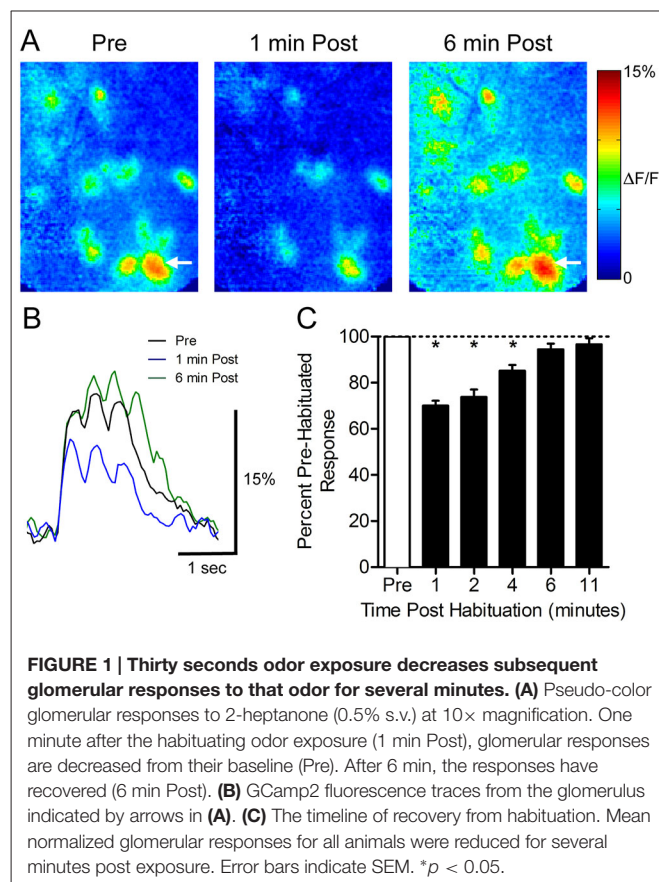 A
Pre
1 min Post
6 min Post
15%
ΔF/F
0
B
Pre
1 min Post
6 min Post
15%
1 sec
C
Percent Pre-Habituated
Response
100
80
60
40
20
0
* * *
Pre 1 2 4 6 11
Time Post Habituation (minutes)
FIGURE 1 | Thirty seconds odor exposure decreases subsequent
glomerular responses to that odor for several minutes. (A) Pseudo-color
glomerular responses to 2-heptanone (0.5% s.v.) at 10× magnification. One
minute after the habituating odor exposure (1 min Post), glomerular responses
are decreased from their baseline (Pre). After 6 min, the responses have
recovered (6 min Post). (B) GCamp2 fluorescence traces from the glomerulus
indicated by arrows in (A). (C) The timeline of recovery from habituation. Mean
normalized glomerular responses for all animals were reduced for several
minutes post exposure. Error bars indicate SEM. *p < 0.05.